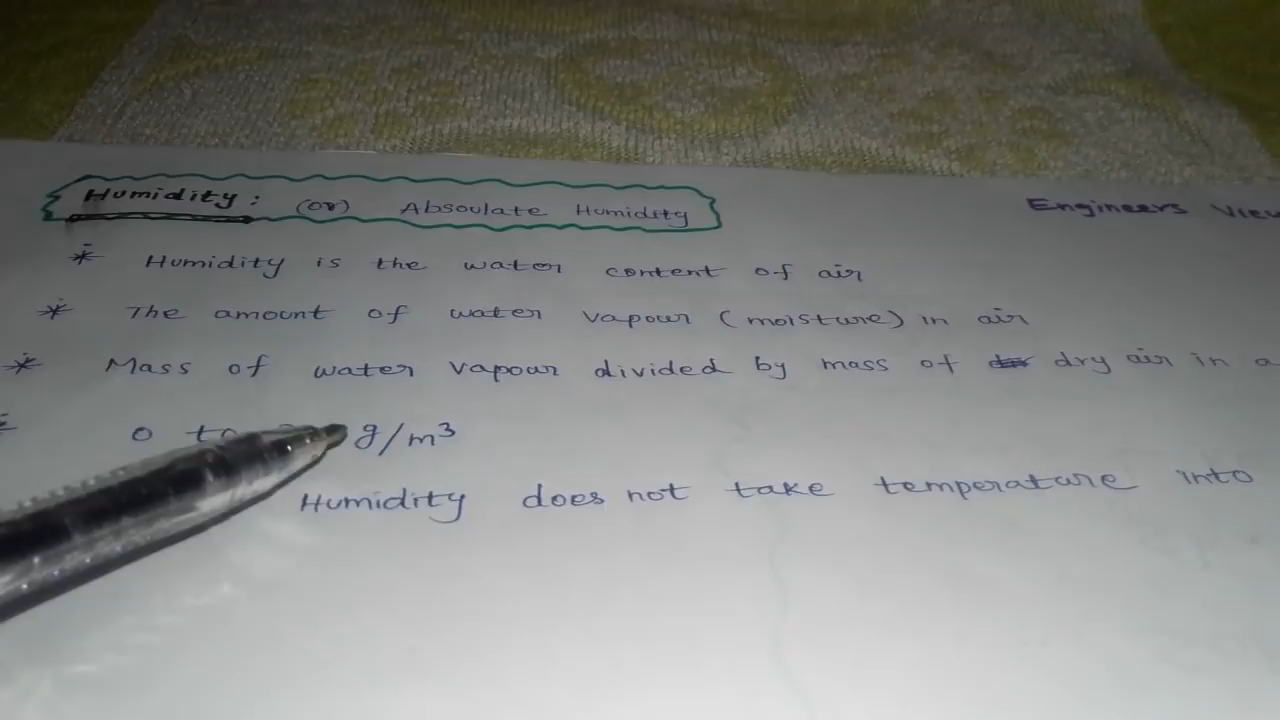 Humidity: (or) Absoulate Humidity
Engineers View
* Humidity is the water content of air
* The amount of water vapour (moisture) in air
* Mass of water vapour divided by mass of dry air in a
0 to g/m³
Humidity does not take temperature into